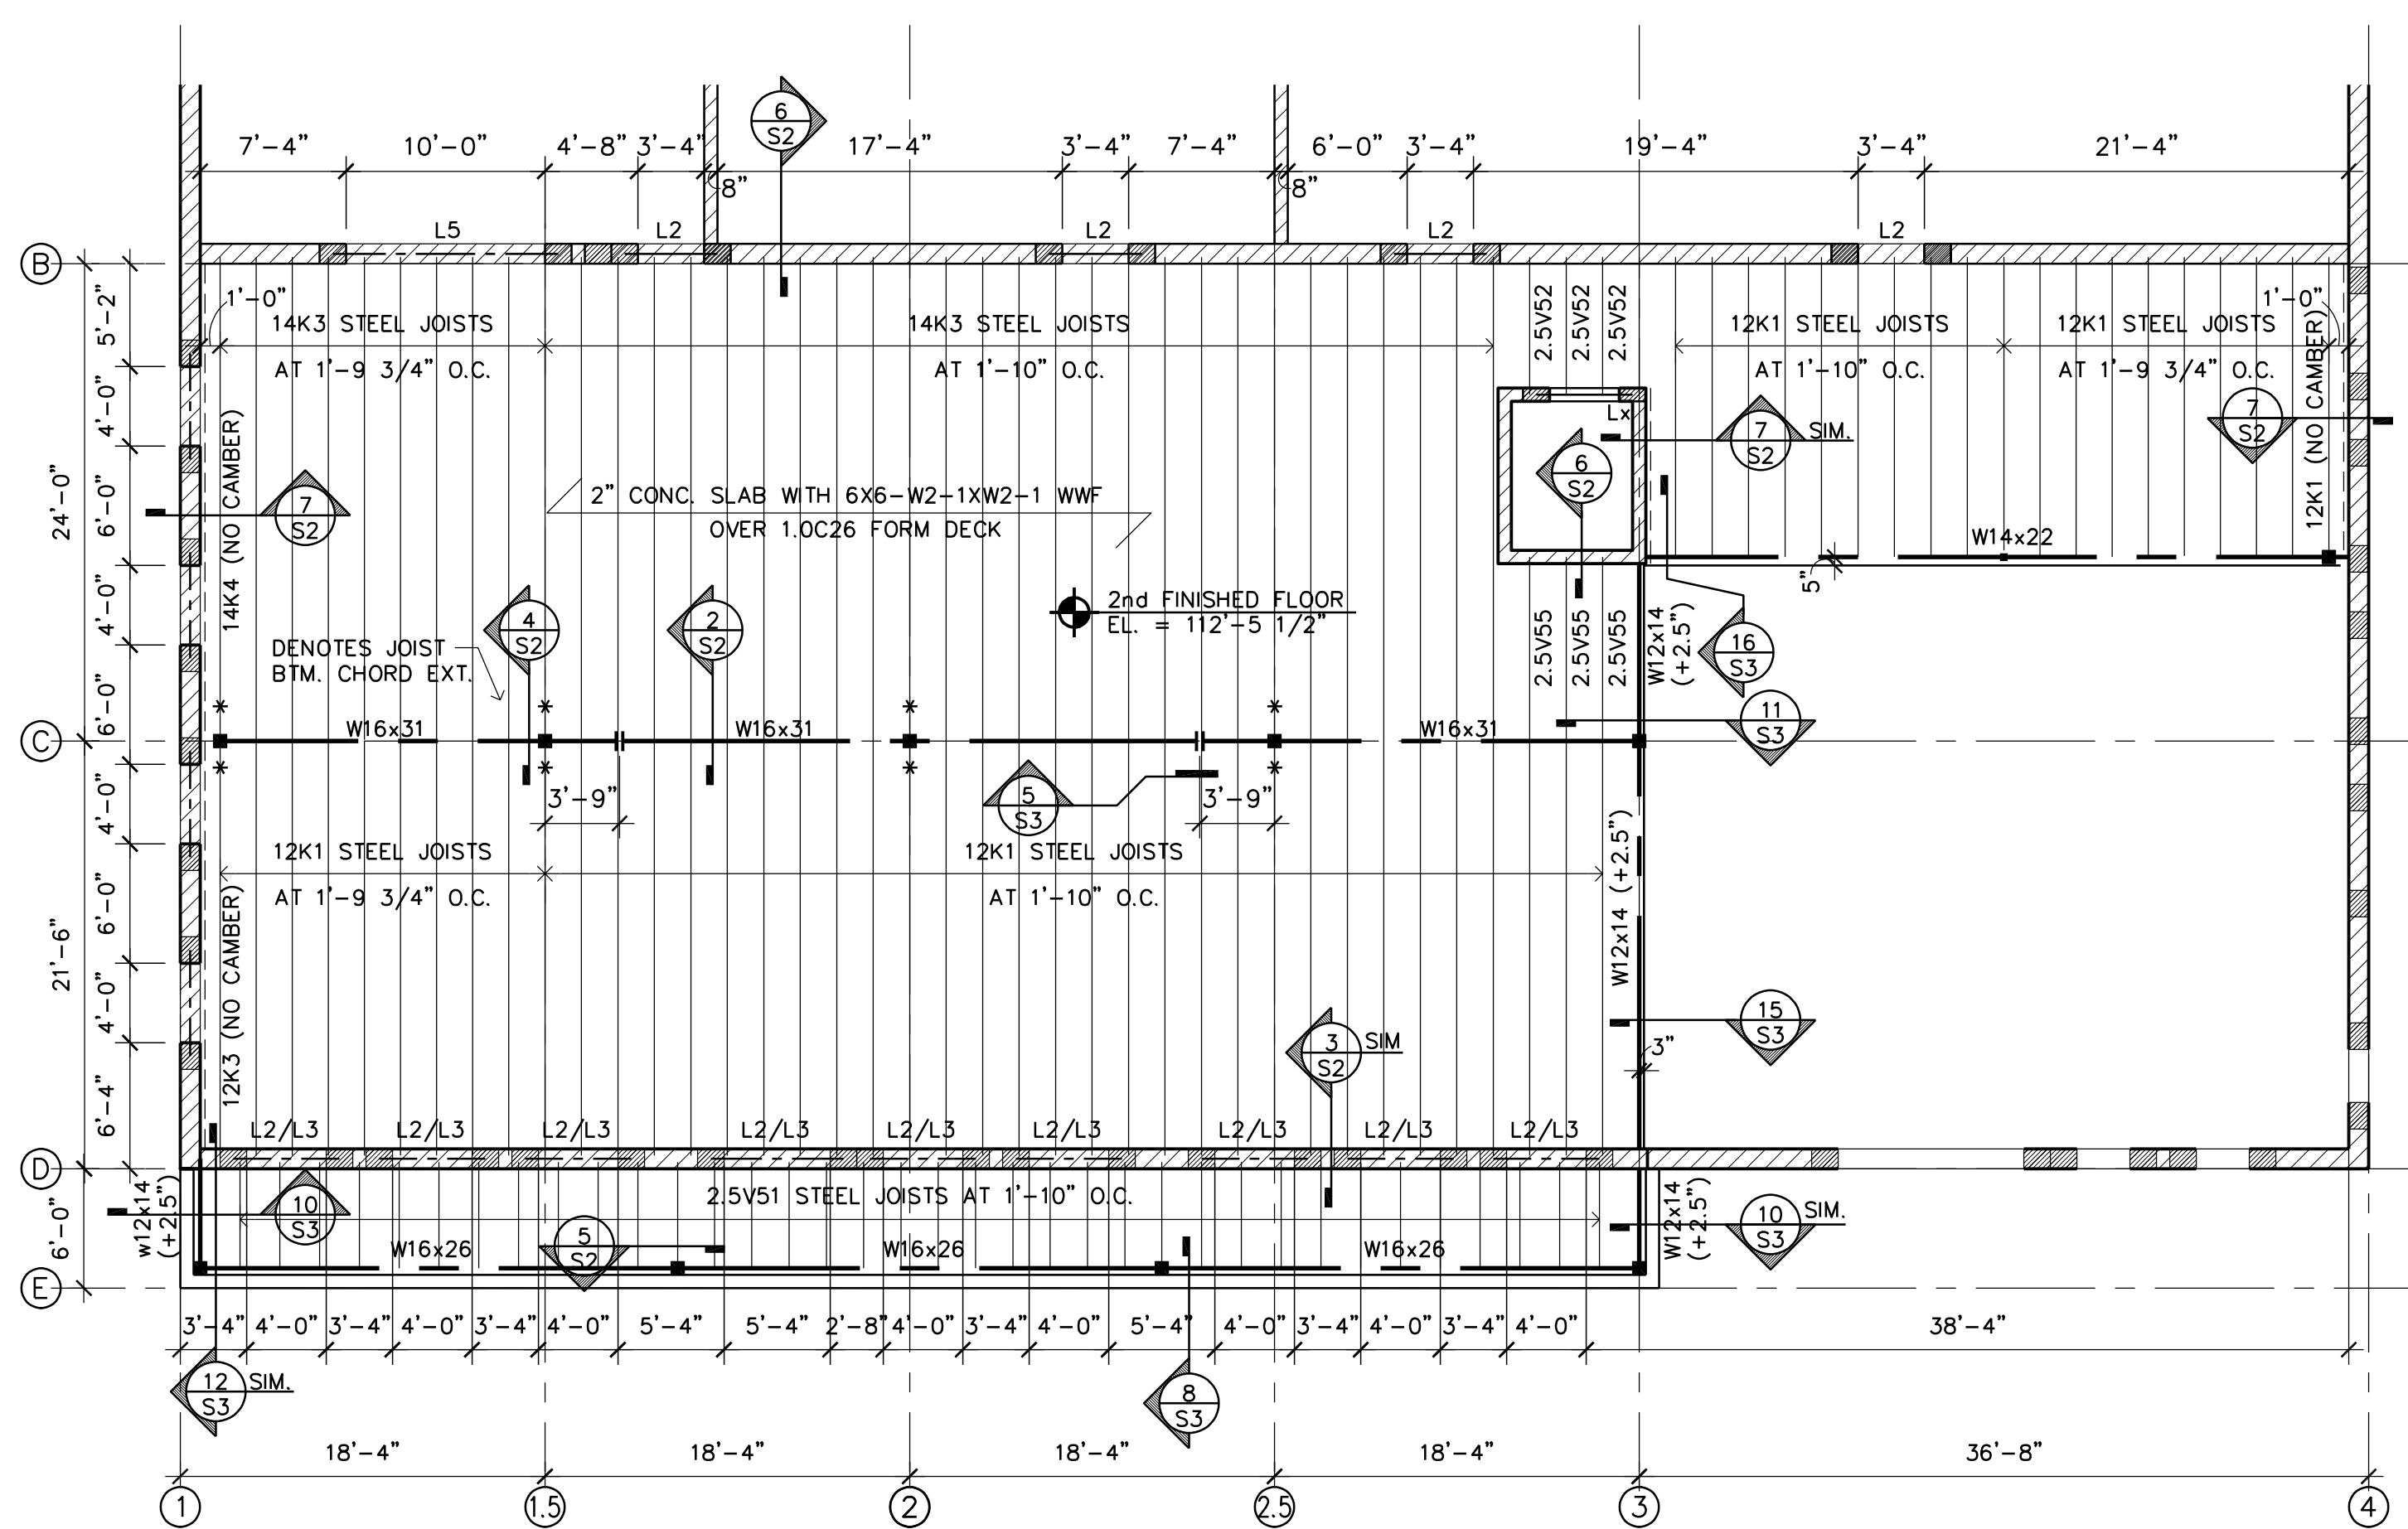 6
S2
7'-4"
10'-0"
4'-8"
3'-4"
17'-4"
3'-4"
7'-4"
6'-0"
3'-4"
19'-4"
3'-4"
21'-4"
8"
8"
L5
L2
L2
L2
L2
B
5'-2"
1'-0"
14K3 STEEL JOISTS
AT 1'-9 3/4" O.C.
14K3 STEEL JOISTS
AT 1'-10" O.C.
2.5V52
2.5V52
2.5V52
12K1 STEEL JOISTS
AT 1'-10" O.C.
12K1 STEEL JOISTS
AT 1'-9 3/4" O.C.
1'-0"
12K1 (NO CAMBER)
4'-0"
24'-0"
6'-0"
14K4 (NO CAMBER)
7
S2
Lx
6
S2
7
S2
SIM.
7
S2
2" CONC. SLAB WITH 6X6-W2-1XW2-1 WWF
OVER 1.0C26 FORM DECK
W14x22
5"
4'-0"
4
S2
2
S2
2nd FINISHED FLOOR
EL. = 112'-5 1/2"
2.5V55
2.5V55
2.5V55
W12x14
(+2.5")
16
S3
DENOTES JOIST
BTM. CHORD EXT.
6'-0"
*
*
*
*
11
S3
C
W16x31
W16x31
W16x31
*
*
*
4'-0"
3'-9"
5
S3
3'-9"
12K1 STEEL JOISTS
AT 1'-9 3/4" O.C.
12K1 STEEL JOISTS
AT 1'-10" O.C.
W12x14 (+2.5")
6'-0"
21'-6"
12K3 (NO CAMBER)
4'-0"
3
S2
SIM
15
S3
3"
6'-4"
L2/L3
L2/L3
L2/L3
L2/L3
L2/L3
L2/L3
L2/L3
L2/L3
L2/L3
D
6'-0"
W12x14
(+2.5")
10
S3
2.5V51 STEEL JOISTS AT 1'-10" O.C.
W12x14
(+2.5")
10
S3
SIM.
5
S2
W16x26
W16x26
W16x26
E
3'-4"
4'-0"
3'-4"
4'-0"
3'-4"
4'-0"
5'-4"
5'-4"
2'-8"
4'-0"
3'-4"
4'-0"
5'-4"
4'-0"
3'-4"
4'-0"
3'-4"
4'-0"
38'-4"
12
S3
SIM.
8
S3
18'-4"
18'-4"
18'-4"
18'-4"
36'-8"
1
1.5
2
2.5
3
4